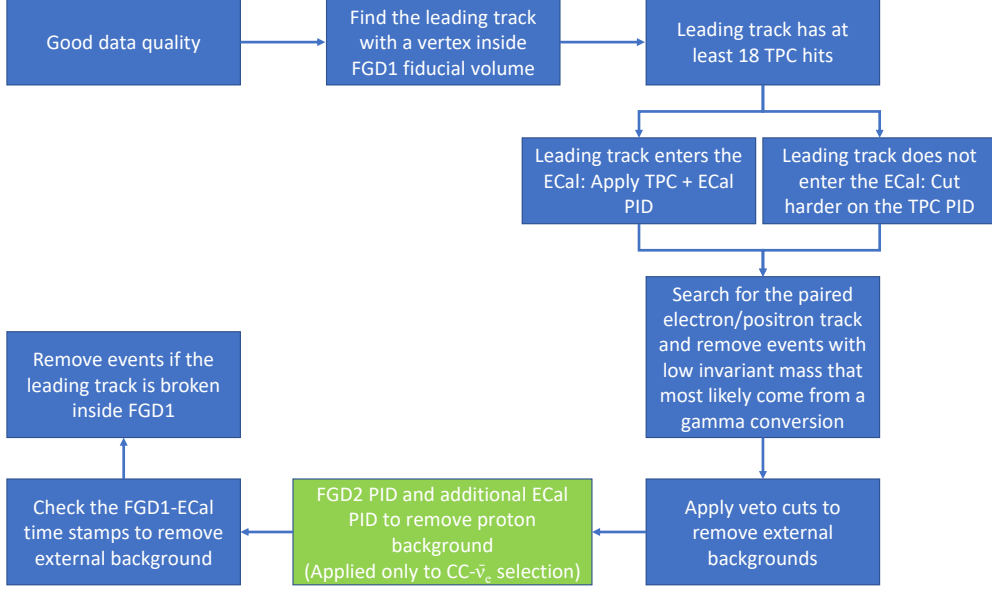 Good data quality
Find the leading track
with a vertex inside
FGD1 fiducial volume
Leading track has at
least 18 TPC hits
Leading track enters the
ECal: Apply TPC + ECal
PID
Leading track does not
enter the ECal: Cut
harder on the TPC PID
Search for the paired
electron/positron track
and remove events with
low invariant mass that
most likely come from a
gamma conversion
Apply veto cuts to
remove external
backgrounds
FGD2 PID and additional ECal
PID to remove proton
background
(Applied only to CC-ν̄ₑ selection)
Check the FGD1-ECal
time stamps to remove
external background
Remove events if the
leading track is broken
inside FGD1